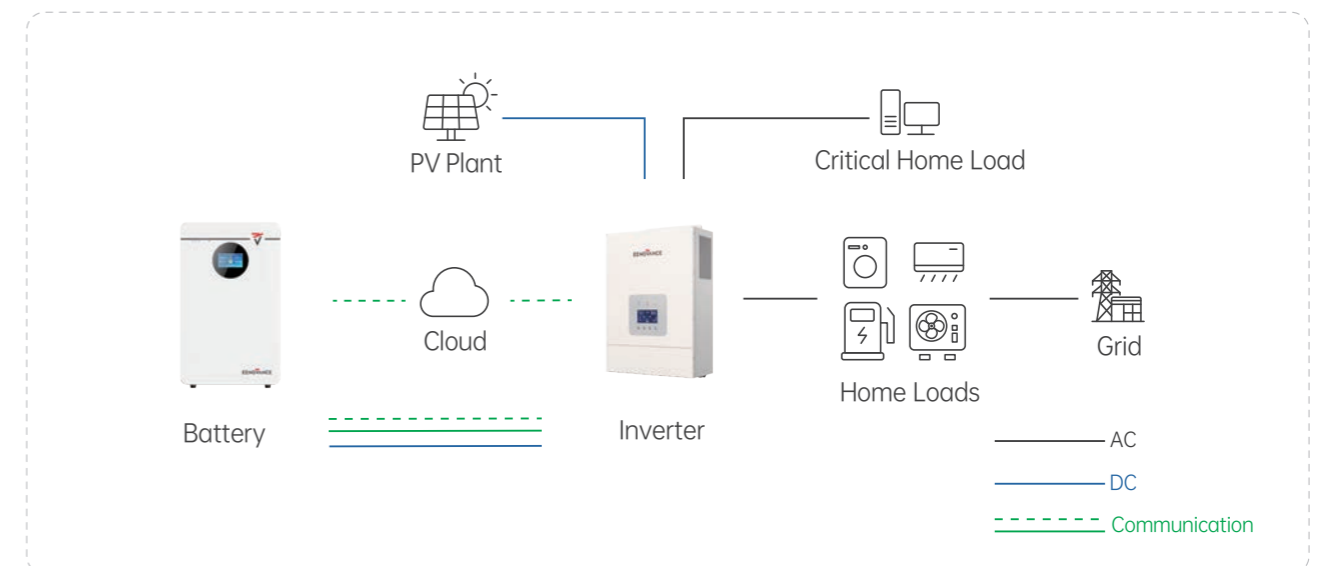 PV Plant
Critical Home Load
Cloud
Battery
Inverter
Home Loads
Grid
AC
DC
Communication